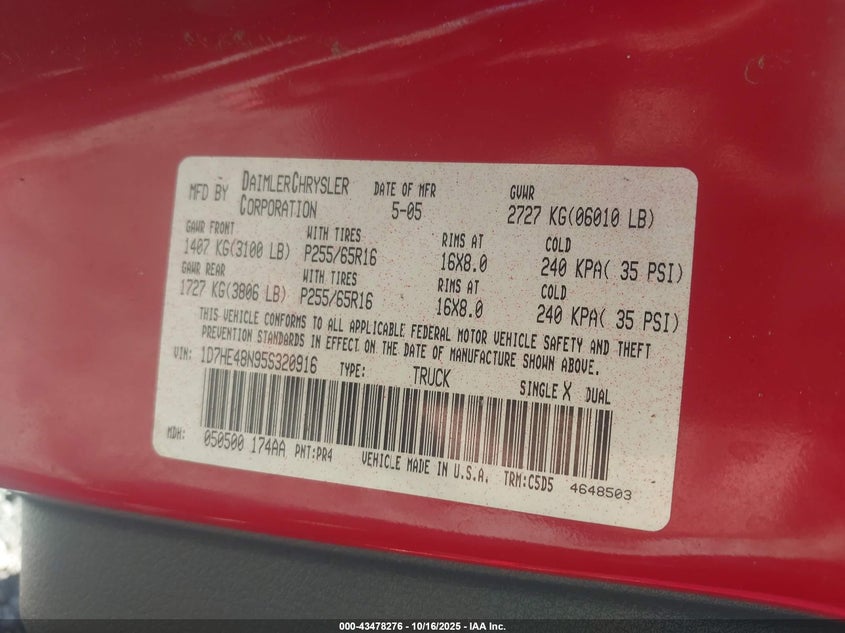 MFD BY DAIMLERCHRYSLER CORPORATION
DATE OF MFR 5-05
GVWR 2727 KG(06010 LB)
GAWR FRONT WITH TIRES RIMS AT COLD
1407 KG(3100 LB) P255/65R16 16X8.0 240 KPA( 35 PSI)
GAWR REAR WITH TIRES RIMS AT COLD
1727 KG(3806 LB) P255/65R16 16X8.0 240 KPA( 35 PSI)
THIS VEHICLE CONFORMS TO ALL APPLICABLE FEDERAL MOTOR VEHICLE SAFETY AND THEFT
PREVENTION STANDARDS IN EFFECT ON THE DATE OF MANUFACTURE SHOWN ABOVE.
VIN: 1D7HE48N95S320916 TYPE: TRUCK SINGLE X DUAL
MDH: 050500 174AA PNT:PR4 VEHICLE MADE IN U.S.A. TRM:C5D5 4648503
000-43478276 - 10/16/2025 - IAA Inc.